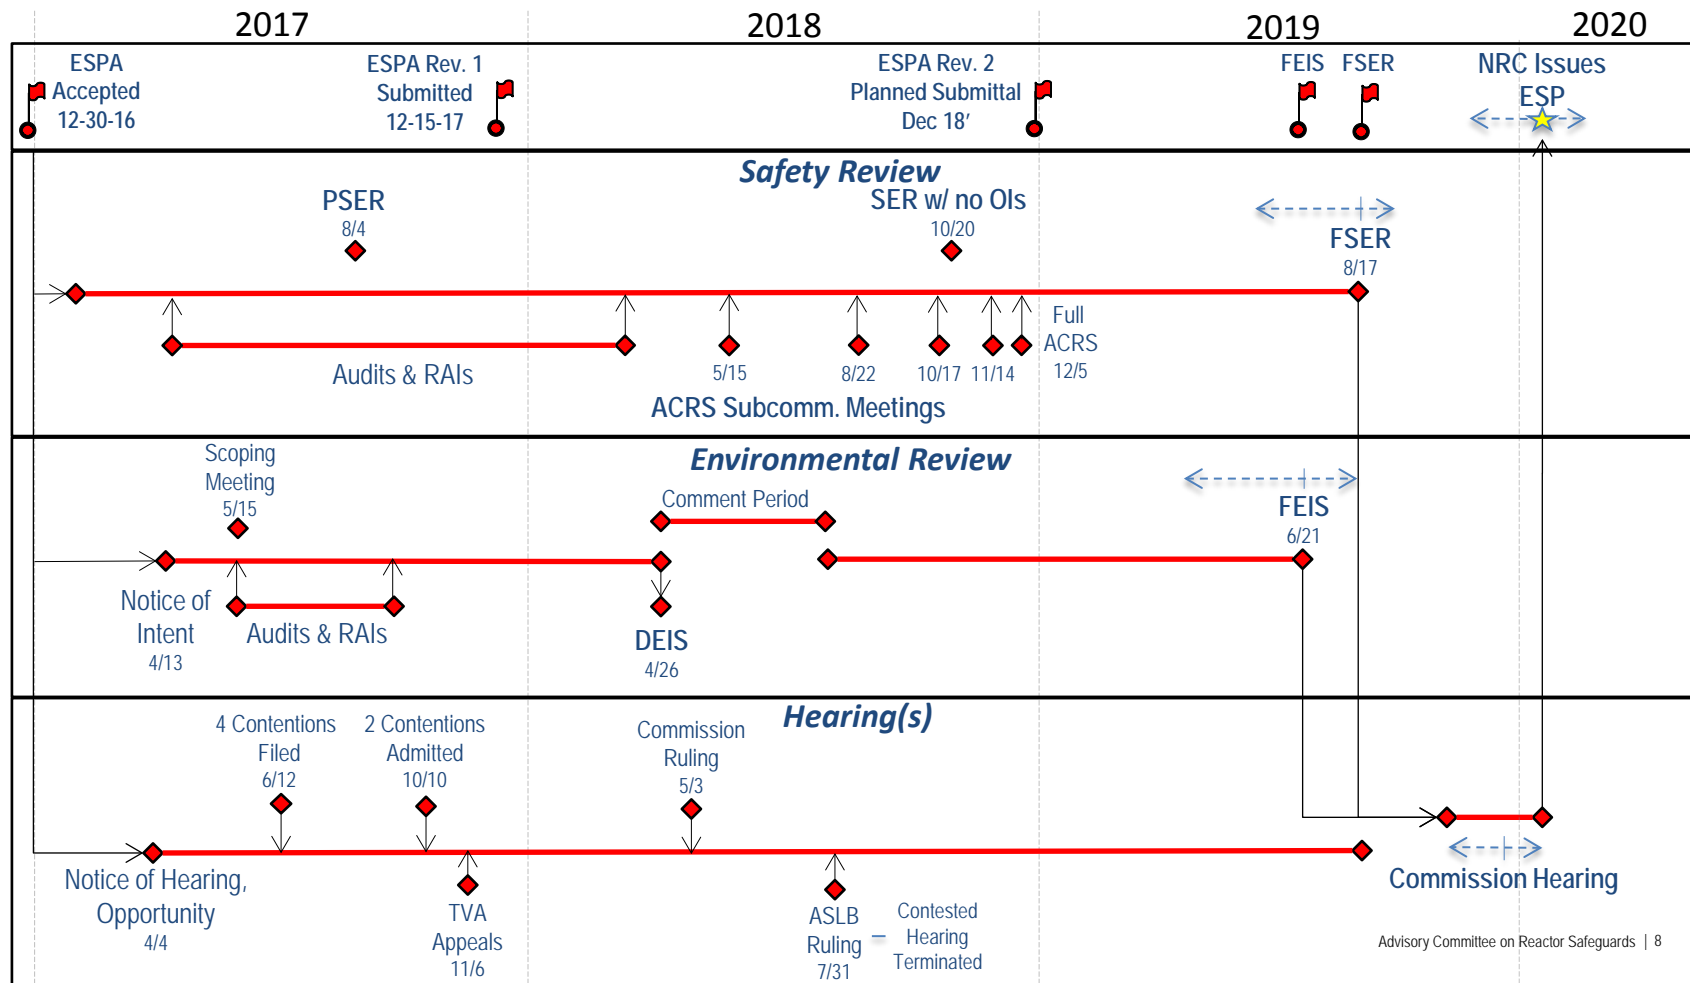 2017
2018
2019
2020
ESPA
Accepted
12-30-16
ESPA Rev. 1
Submitted
12-15-17
ESPA Rev. 2
Planned Submittal
Dec 18’
FEIS
FSER
NRC Issues
ESP
Safety Review
PSER
8/4
SER w/ no OIs
10/20
FSER
8/17
Audits & RAIs
5/15
8/22
10/17
11/14
Full
ACRS
12/5
ACRS Subcomm. Meetings
Environmental Review
Scoping
Meeting
5/15
Comment Period
FEIS
6/21
Notice of
Intent
4/13
Audits & RAIs
DEIS
4/26
Hearing(s)
4 Contentions
Filed
6/12
2 Contentions
Admitted
10/10
Commission
Ruling
5/3
Notice of Hearing,
Opportunity
4/4
TVA
Appeals
11/6
ASLB
Ruling
7/31
– Contested
Hearing
Terminated
Commission Hearing
Advisory Committee on Reactor Safeguards | 8